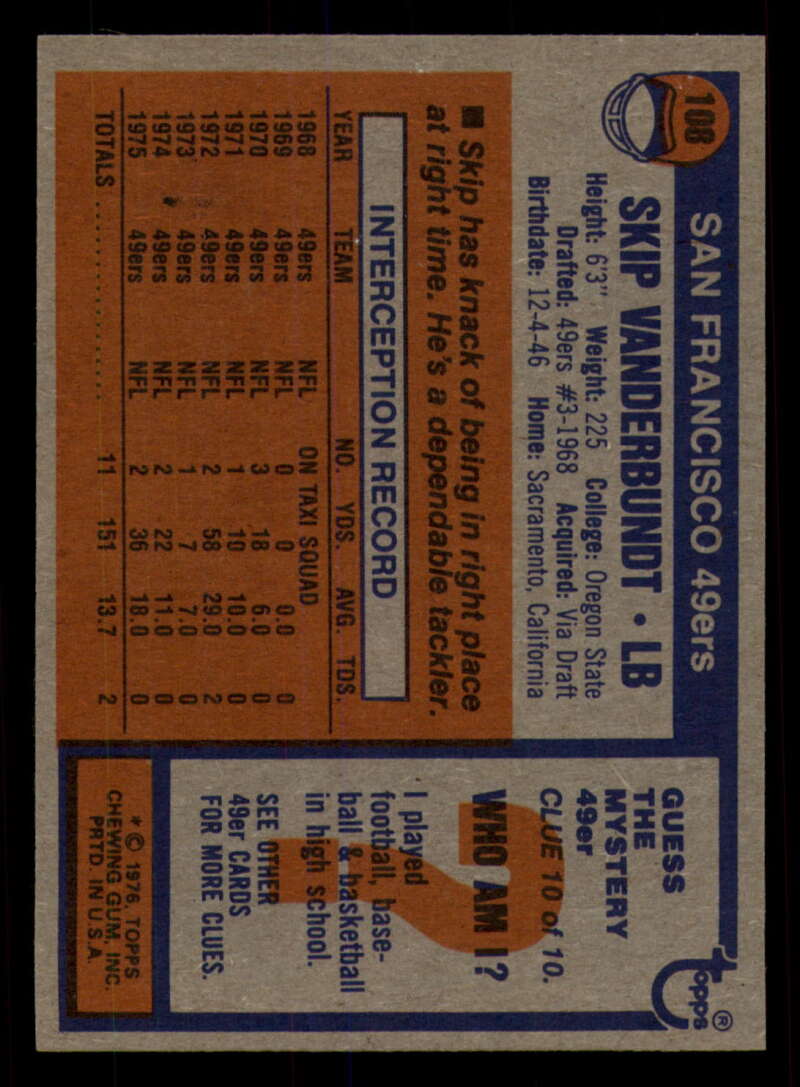 108
SAN FRANCISCO 49ers
SKIP VANDERBUNDT • LB
Height: 6'3" Weight: 225 College: Oregon State
Drafted: 49ers #3-1968 Acquired: Via Draft
Birthdate: 12-4-46 Home: Sacramento, California
■ Skip has knack of being in right place
at right time. He's a dependable tackler.
INTERCEPTION RECORD
YEAR TEAM NO. YDS. AVG. TDS.
1968 49ers NFL ON TAXI SQUAD
1969 49ers NFL 0 0 0.0 0
1970 49ers NFL 3 18 6.0 0
1971 49ers NFL 1 10 10.0 0
1972 49ers NFL 2 58 29.0 2
1973 49ers NFL 1 7 7.0 0
1974 49ers NFL 2 22 11.0 0
1975 49ers NFL 2 36 18.0 0
TOTALS 11 151 13.7 2
topps®
GUESS
THE
MYSTERY
49er
CLUE 10 of 10.
?
WHO AM I?
I played
football, base-
ball & basketball
in high school.
SEE OTHER
49er CARDS
FOR MORE CLUES.
* © 1976, TOPPS
CHEWING GUM, INC.
PRTD. IN U.S.A.